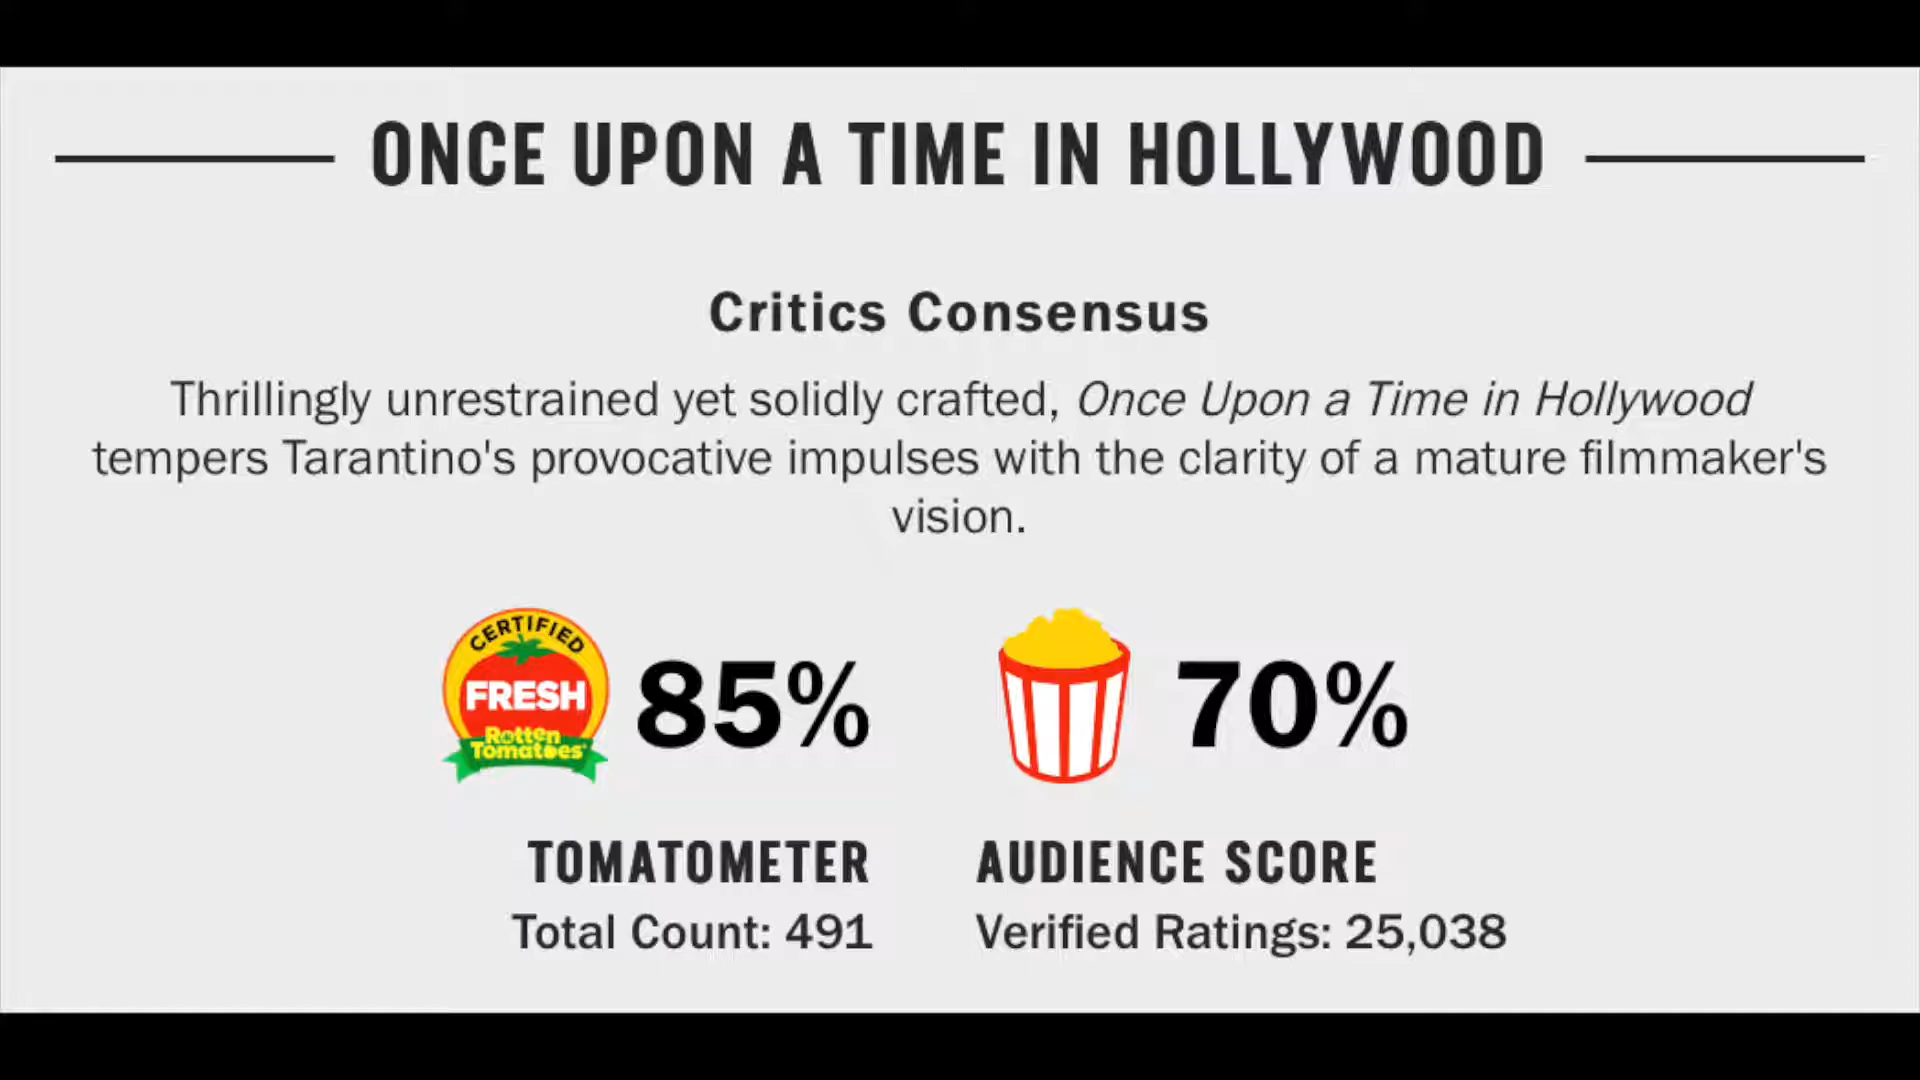 ONCE UPON A TIME IN HOLLYWOOD
Critics Consensus
Thrillingly unrestrained yet solidly crafted, Once Upon a Time in Hollywood
tempers Tarantino's provocative impulses with the clarity of a mature filmmaker's
vision.
CERTIFIED
FRESH
Rotten
Tomatoes
85%
70%
TOMATOMETER
Total Count: 491
AUDIENCE SCORE
Verified Ratings: 25,038